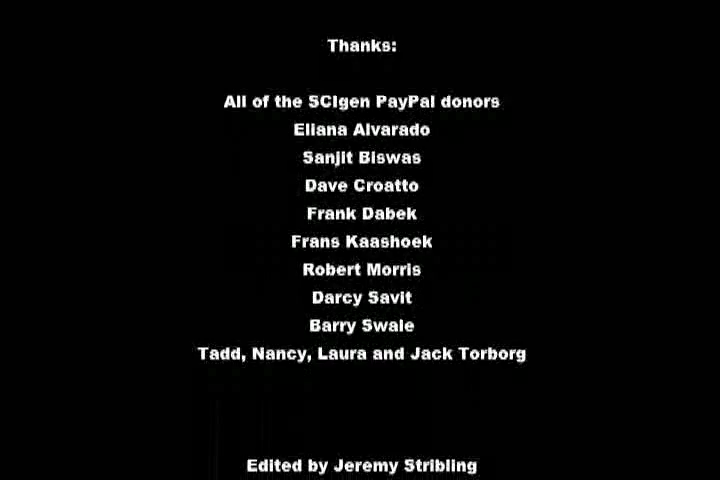 Thanks:
All of the SCIgen PayPal donors
Eliana Alvarado
Sanjit Biswas
Dave Croatto
Frank Dabek
Frans Kaashoek
Robert Morris
Darcy Savit
Barry Swale
Tadd, Nancy, Laura and Jack Torborg
Edited by Jeremy Stribling